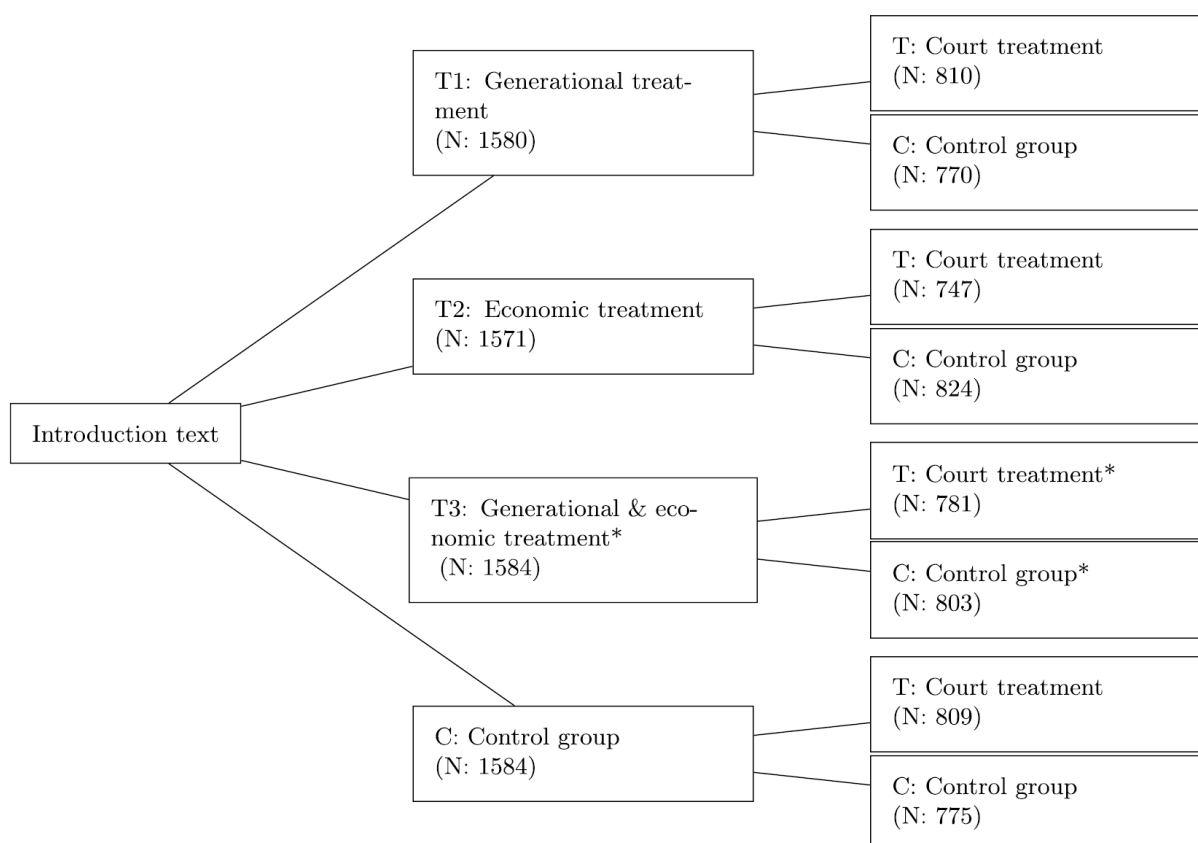 Introduction text
T1: Generational treat-
ment
(N: 1580)
T: Court treatment
(N: 810)
C: Control group
(N: 770)
T2: Economic treatment
(N: 1571)
T: Court treatment
(N: 747)
C: Control group
(N: 824)
T3: Generational & eco-
nomic treatment*
(N: 1584)
T: Court treatment*
(N: 781)
C: Control group*
(N: 803)
C: Control group
(N: 1584)
T: Court treatment
(N: 809)
C: Control group
(N: 775)